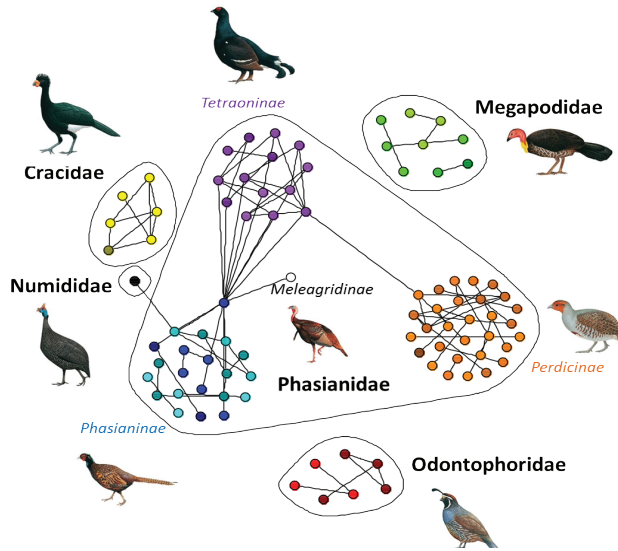 Tetraoninae
Megapodidae
Cracidae
Numididae
Meleagridinae
Phasianidae
Perdicinae
Phasianinae
Odontophoridae